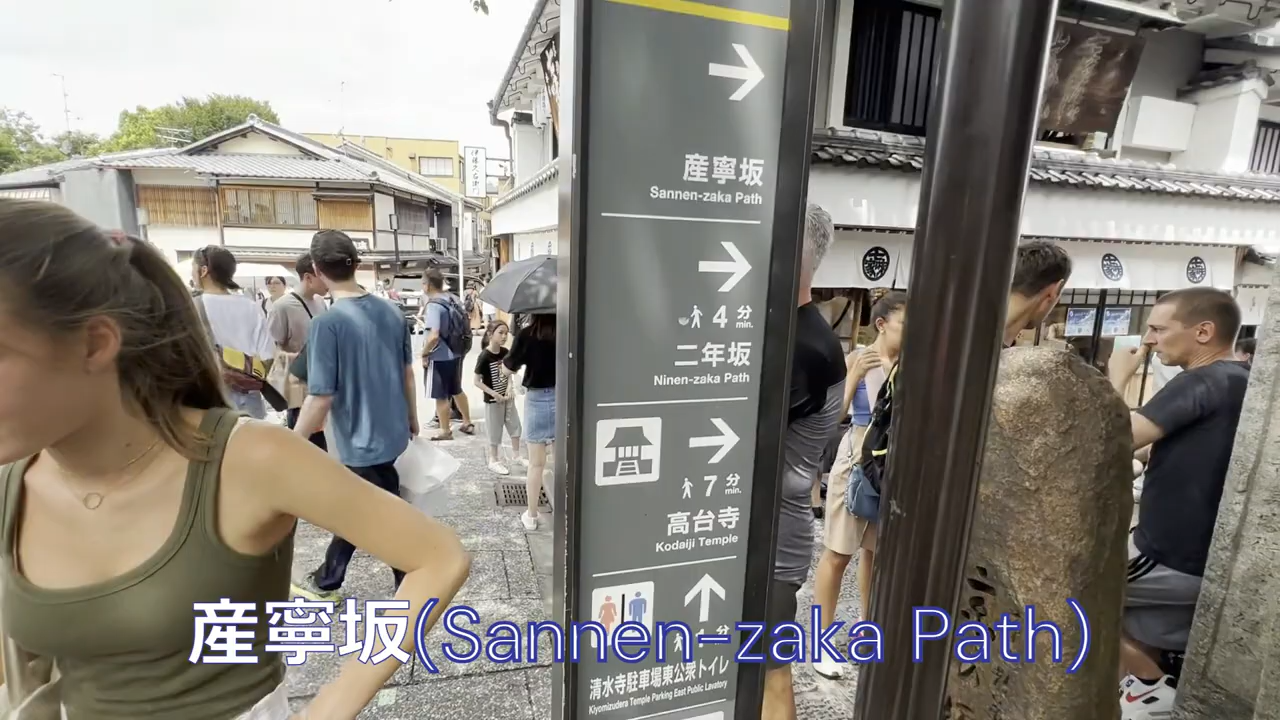 産寧坂
Sannen-zaka Path
4 分
min.
二年坂
Ninen-zaka Path
7 分
min.
高台寺
Kodaiji Temple
分
清水寺駐車場東公衆トイレ
Kiyomizudera Temple Parking East Public Lavatory
産寧坂(Sannen-zaka Path)